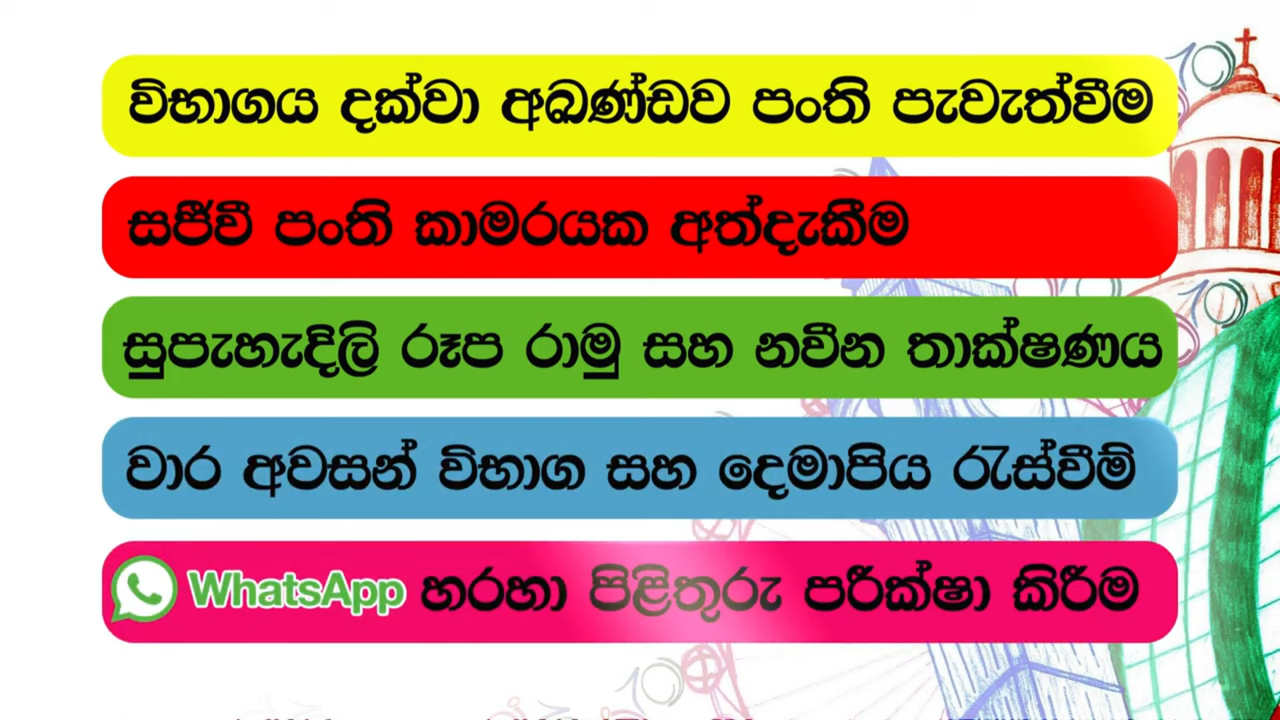 විභාගය දක්වා අඛණ්ඩව පංති පැවැත්වීම
සජීවී පංති කාමරයක අත්දැකීම
සුපැහැදිලි රූප රාමු සහ නවීන තාක්ෂණය
වාර අවසන් විභාග සහ දෙමාපිය රැස්වීම්
WhatsApp හරහා පිළිතුරු පරීක්ෂා කිරීම